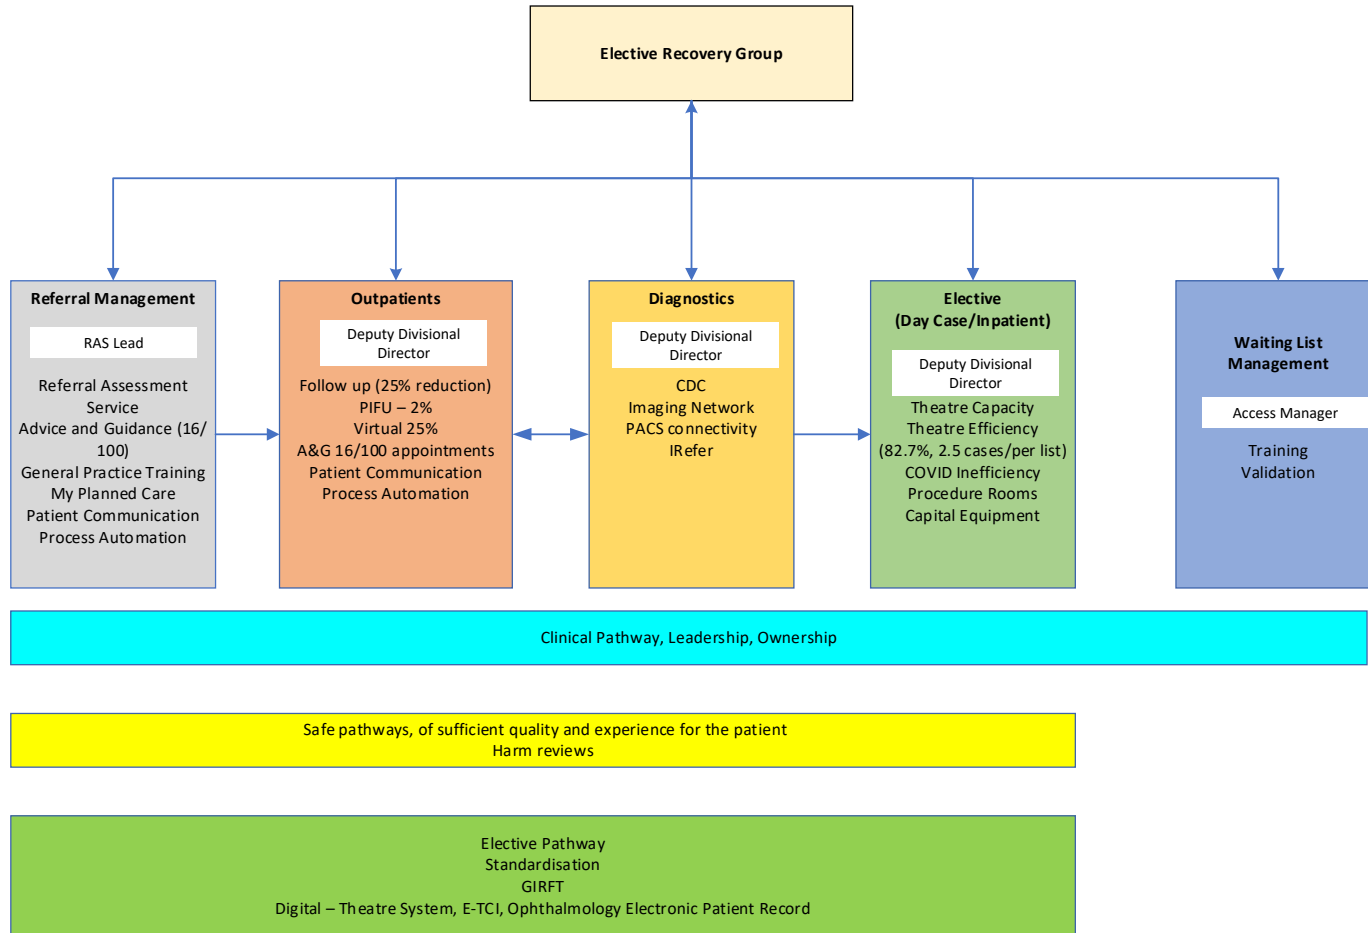 Elective Recovery Group
Referral Management
RAS Lead
Referral Assessment
Service
Advice and Guidance (16/
100)
General Practice Training
My Planned Care
Patient Communication
Process Automation
Outpatients
Deputy Divisional
Director
Follow up (25% reduction)
PIFU – 2%
Virtual 25%
A&G 16/100 appointments
Patient Communication
Process Automation
Diagnostics
Deputy Divisional
Director
CDC
Imaging Network
PACS connectivity
IRefer
Elective
(Day Case/Inpatient)
Deputy Divisional
Director
Theatre Capacity
Theatre Efficiency
(82.7%, 2.5 cases/per list)
COVID Inefficiency
Procedure Rooms
Capital Equipment
Waiting List
Management
Access Manager
Training
Validation
Clinical Pathway, Leadership, Ownership
Safe pathways, of sufficient quality and experience for the patient
Harm reviews
Elective Pathway
Standardisation
GIRFT
Digital – Theatre System, E-TCI, Ophthalmology Electronic Patient Record